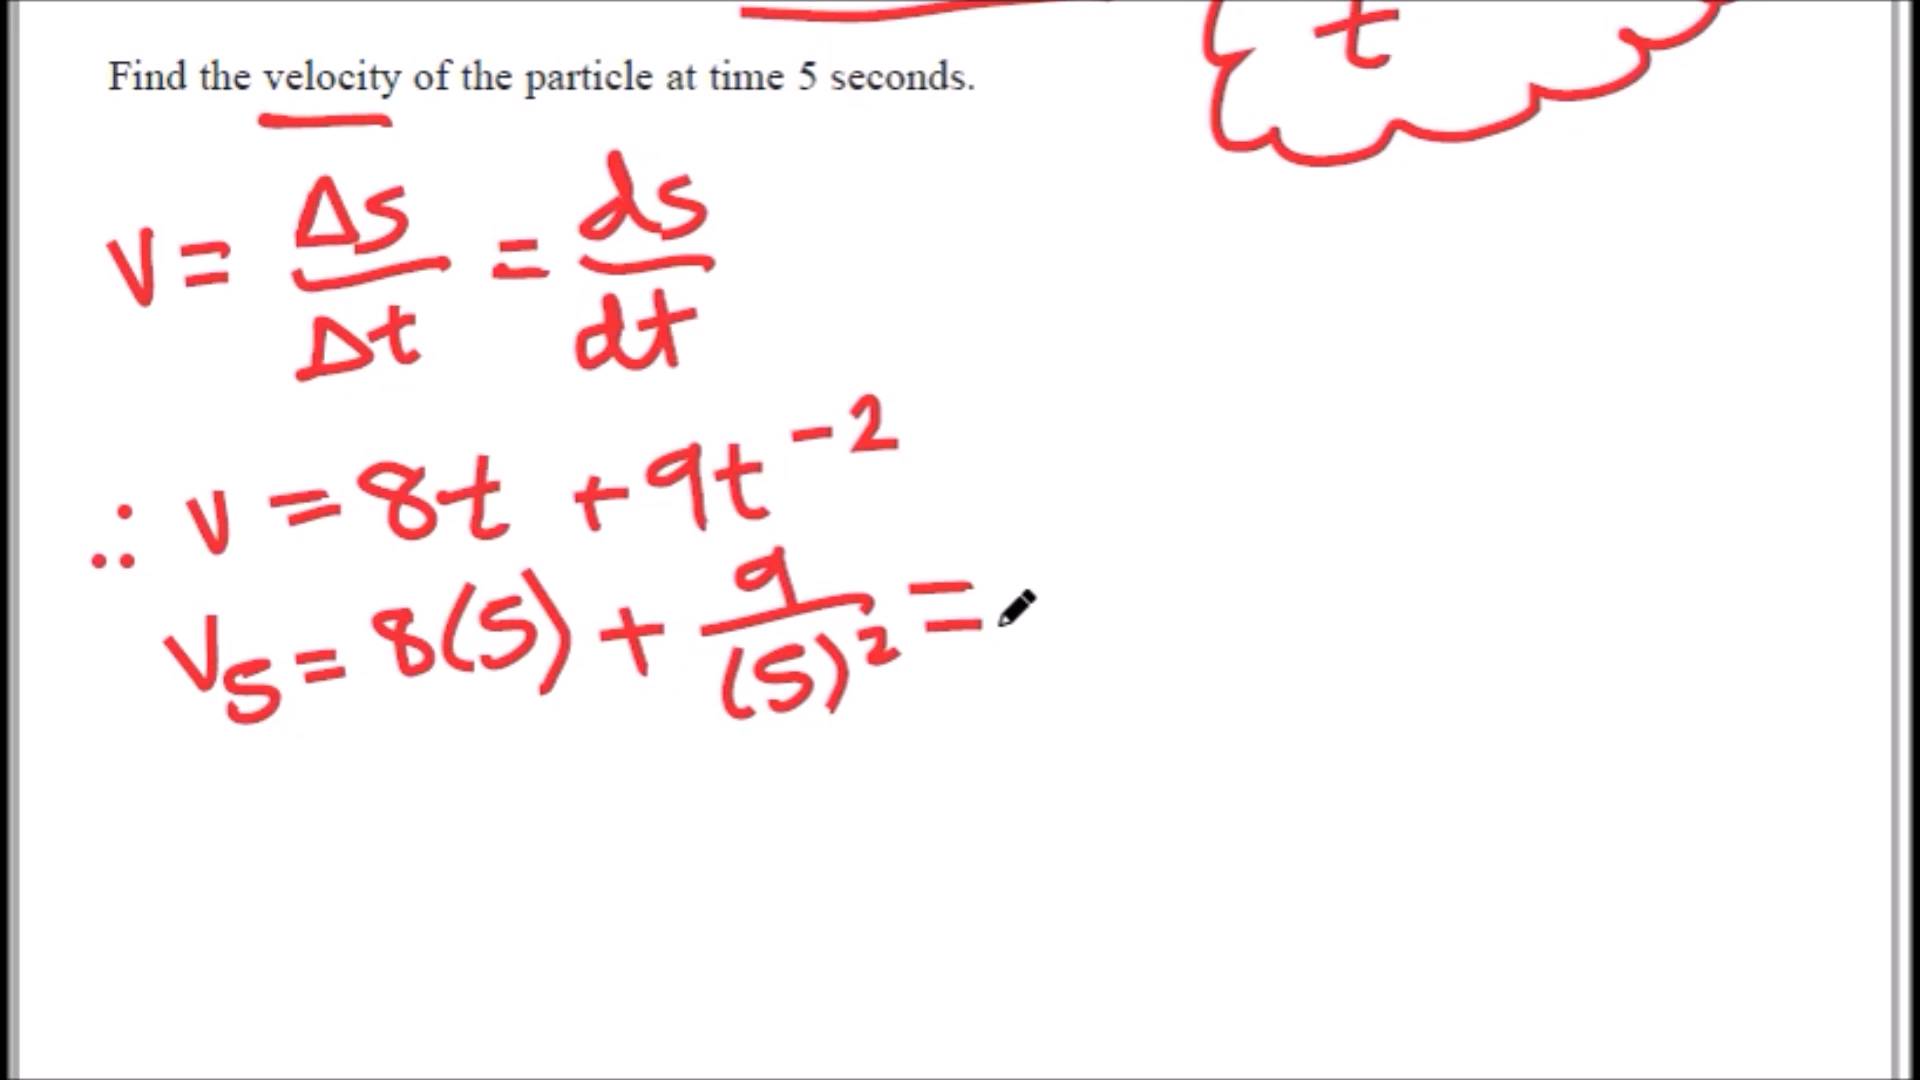 t
Find the velocity of the particle at time 5 seconds.
v = Δs/Δt = ds/dt
∴ v = 8t + 9t⁻²
v₅ = 8(5) + 9/(5)² =